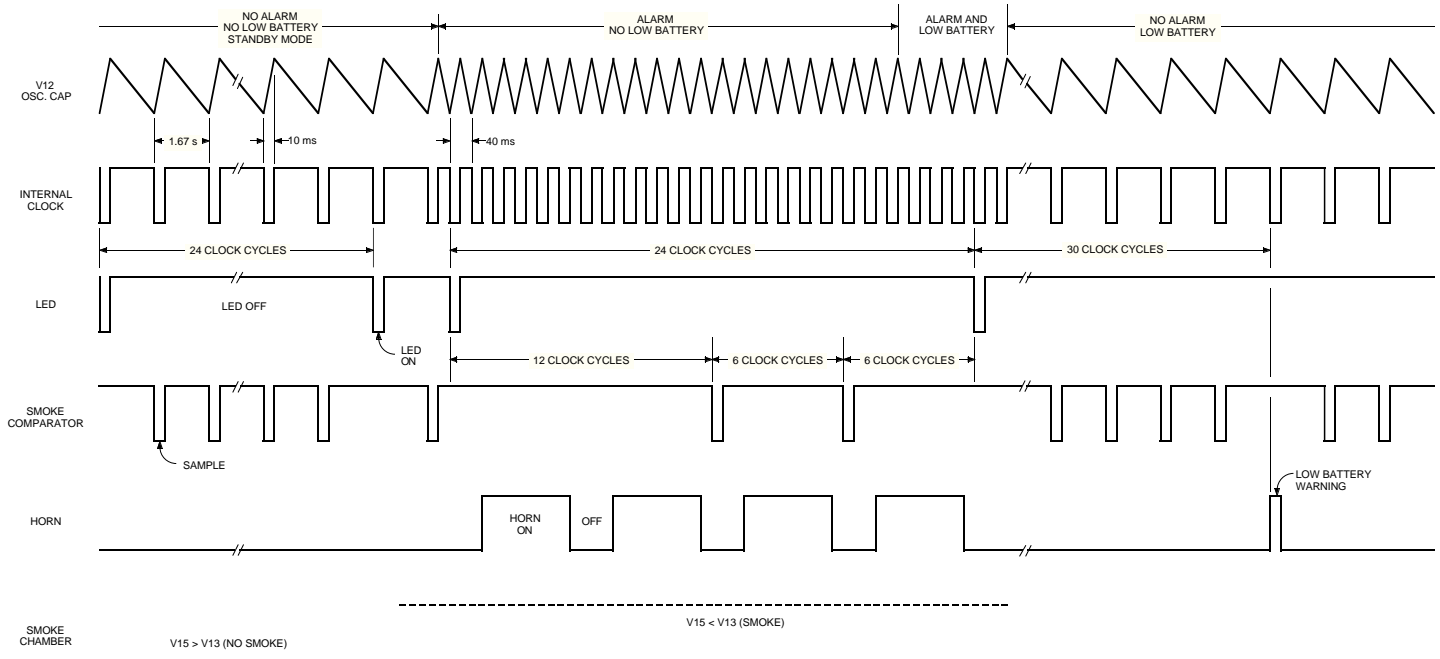 NO ALARM
NO LOW BATTERY
STANDBY MODE
ALARM
NO LOW BATTERY
ALARM AND
LOW BATTERY
NO ALARM
LOW BATTERY
V12
OSC. CAP
1.67 s
10 ms
40 ms
INTERNAL
CLOCK
24 CLOCK CYCLES
24 CLOCK CYCLES
30 CLOCK CYCLES
LED
LED OFF
LED
ON
12 CLOCK CYCLES
6 CLOCK CYCLES
6 CLOCK CYCLES
SMOKE
COMPARATOR
SAMPLE
LOW BATTERY
WARNING
HORN
HORN
ON
OFF
V15 < V13 (SMOKE)
SMOKE
CHAMBER
V15 > V13 (NO SMOKE)